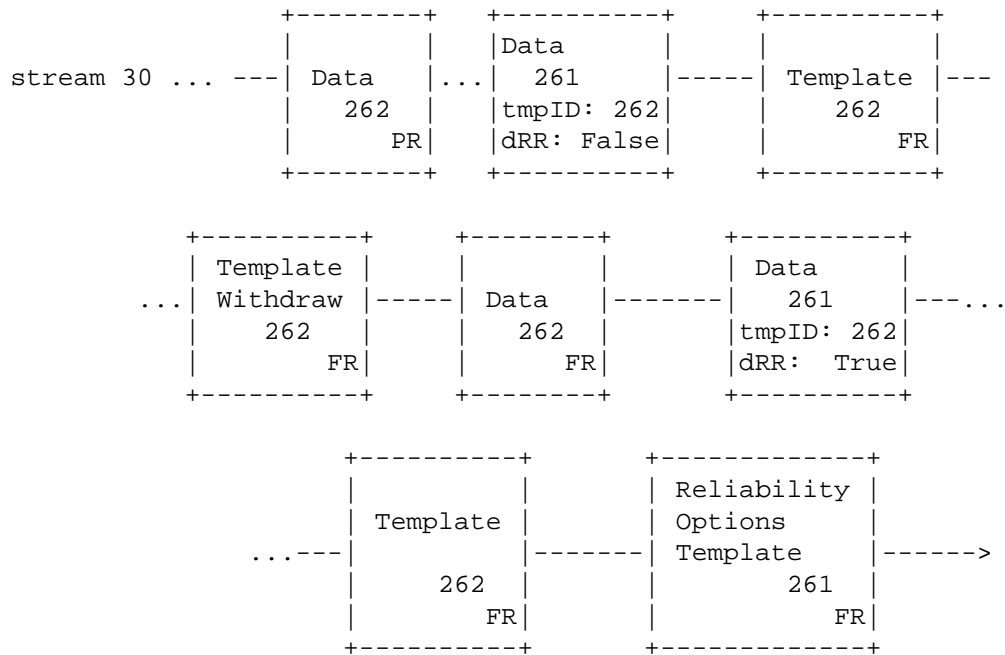 +--------+    +----------+       +----------+
                       |        |    |Data      |       |          |
stream 30 ... ---| Data   |...|   261    |-----| Template |---
                       |   262  |    |tmpID: 262|       |   262    |
                       |      PR|    |dRR: False|       |        FR|
                       +--------+    +----------+       +----------+
               +----------+      +--------+         +----------+
               | Template |      |        |         | Data     |
            ...| Withdraw |-----| Data   |-------|   261    |---...
               |   262    |      |   262  |         |tmpID: 262|
               |        FR|      |      FR|         |dRR:  True|
               +----------+      +--------+         +----------+
                         +----------+        +-------------+
                         |          |        | Reliability |
                         | Template |        | Options     |
                   ...---|          |-------| Template    |------>
                         |    262   |        |       261   |
                         |        FR|        |           FR|
                         +----------+        +-------------+